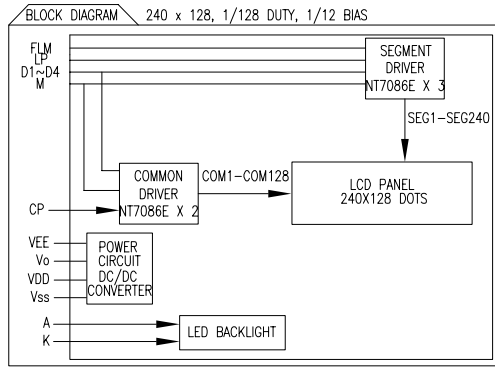 BLOCK DIAGRAM 240 x 128, 1/128 DUTY, 1/12 BIAS
FLM
LP
D1~D4
M
SEGMENT
DRIVER
NT7086E X 3
SEG1-SEG240
COMMON
DRIVER
NT7086E X 2
COM1-COM128
LCD PANEL
240X128 DOTS
CP
VEE
Vo
VDD
Vss
POWER
CIRCUIT
DC/DC
CONVERTER
A
K
LED BACKLIGHT